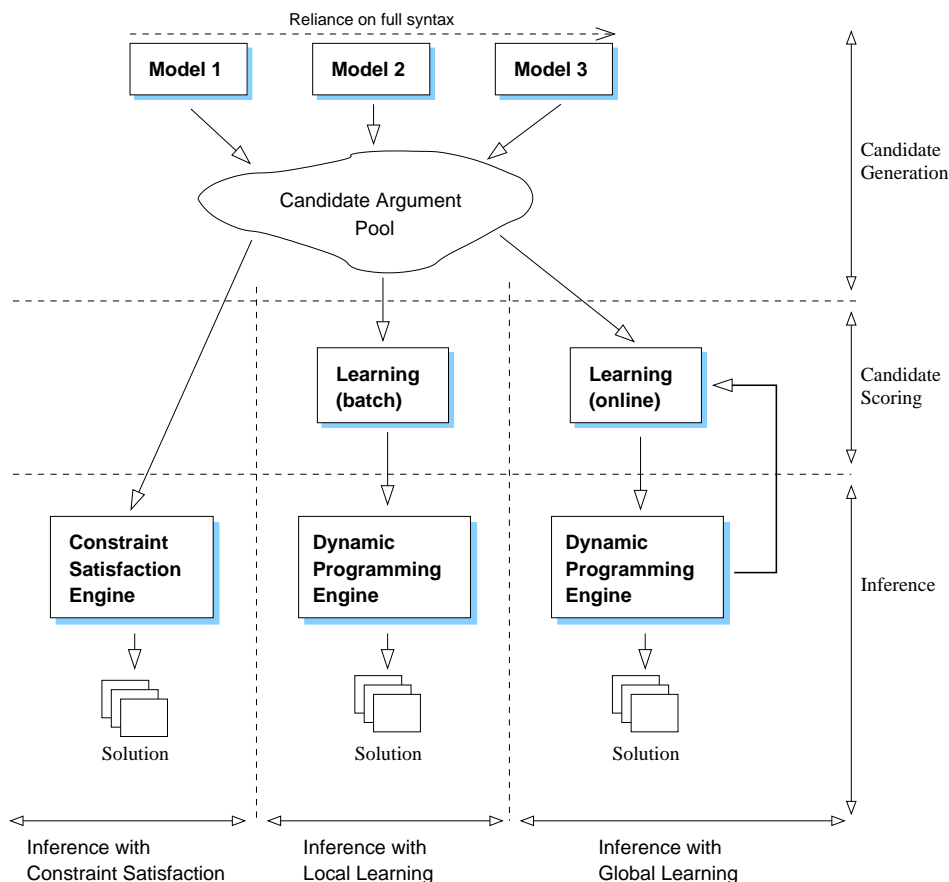 Reliance on full syntax
Model 1
Model 2
Model 3
Candidate Argument
Pool
Candidate
Generation
Learning
(batch)
Learning
(online)
Candidate
Scoring
Constraint
Satisfaction
Engine
Dynamic
Programming
Engine
Dynamic
Programming
Engine
Inference
Solution
Solution
Solution
Inference with
Constraint Satisfaction
Inference with
Local Learning
Inference with
Global Learning